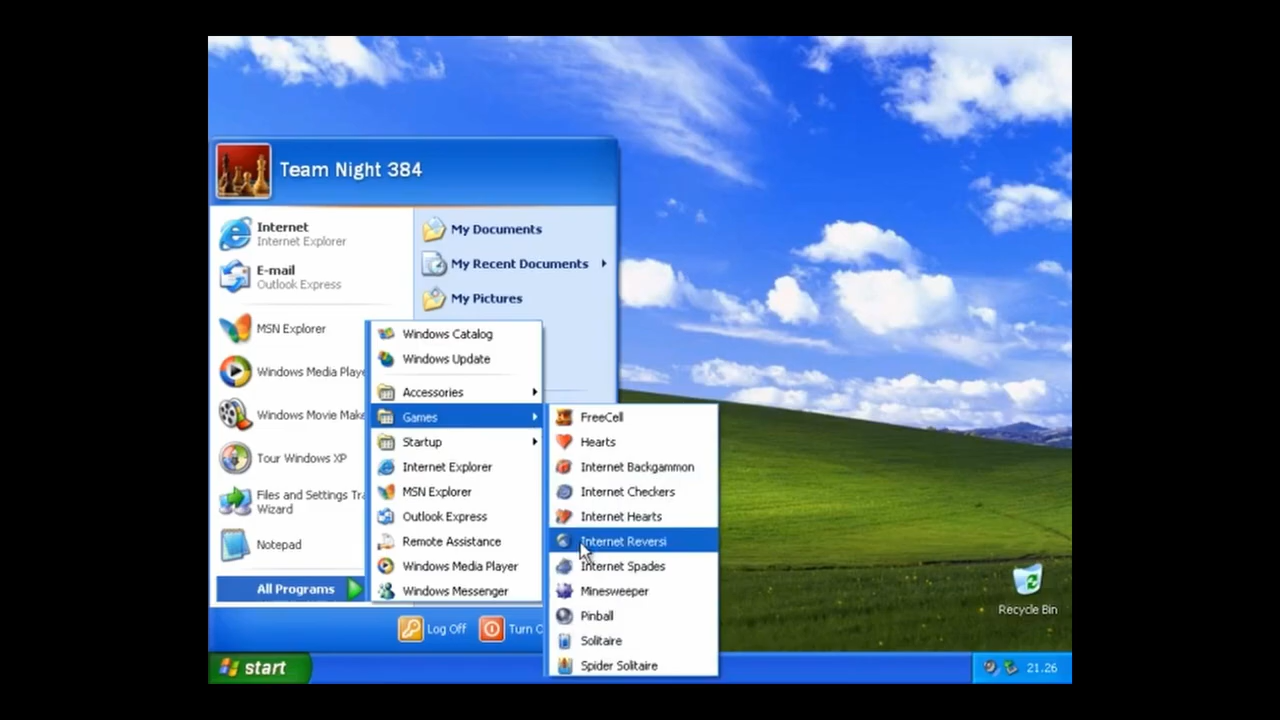 Team Night 384
Internet
Internet Explorer
E-mail
Outlook Express
MSN Explorer
Windows Media Playe
Windows Movie Make
Tour Windows XP
Files and Settings Tra
Wizard
Notepad
All Programs
My Documents
My Recent Documents
My Pictures
Windows Catalog
Windows Update
Accessories
Games
Startup
Internet Explorer
MSN Explorer
Outlook Express
Remote Assistance
Windows Media Player
Windows Messenger
FreeCell
Hearts
Internet Backgammon
Internet Checkers
Internet Hearts
Internet Reversi
Internet Spades
Minesweeper
Pinball
Solitaire
Spider Solitaire
Log Off
Turn C
Recycle Bin
start
21.26